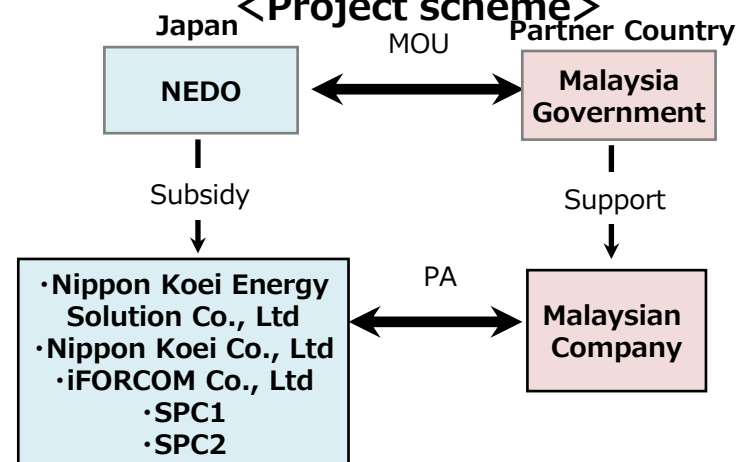 <Project scheme>
Japan
MOU
Partner Country
NEDO
Malaysia
Government
Subsidy
Support
・Nippon Koei Energy
Solution Co., Ltd
・Nippon Koei Co., Ltd
・iFORCOM Co., Ltd
・SPC1
・SPC2
PA
Malaysian
Company